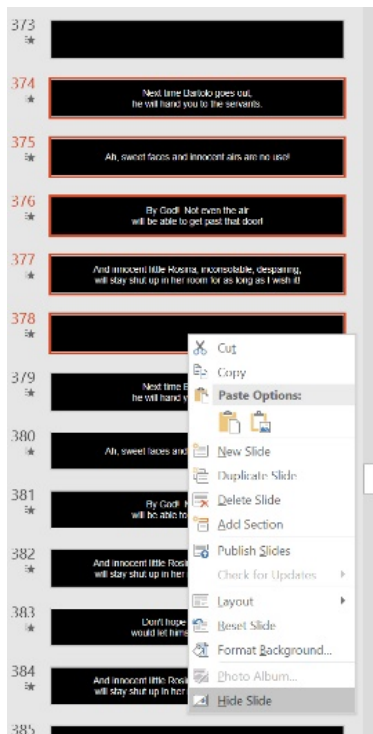 373
374
Next time Bartolo goes out,
he will hand you to the servants.
375
Ah, sweet faces and innocent airs are no use!
376
By God! Not even the air
will be able to get past that door!
377
And innocent little Rosina, inconsolable, despairing,
will stay shut up in her room for as long as I wish it!
378
Cut
Copy
Paste Options:
New Slide
Duplicate Slide
Delete Slide
Add Section
Publish Slides
Check for Updates
Layout
Reset Slide
Format Background...
Photo Album...
Hide Slide
379
Next time
he will hand
380
Ah, sweet faces and
381
By God!
will be able to
382
And innocent little
will stay shut up in her
383
Don't hope
would let
384
And innocent little
will stay shut up in her
385